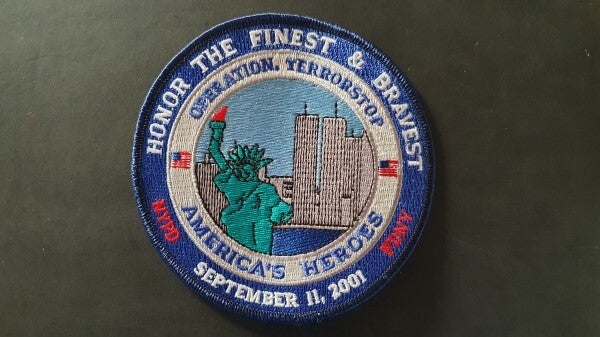 HONOR THE FINEST & BRAVEST
OPERATION, TERRORSTOP
NYPD
FDNY
AMERICA'S HEROES
SEPTEMBER 11, 2001